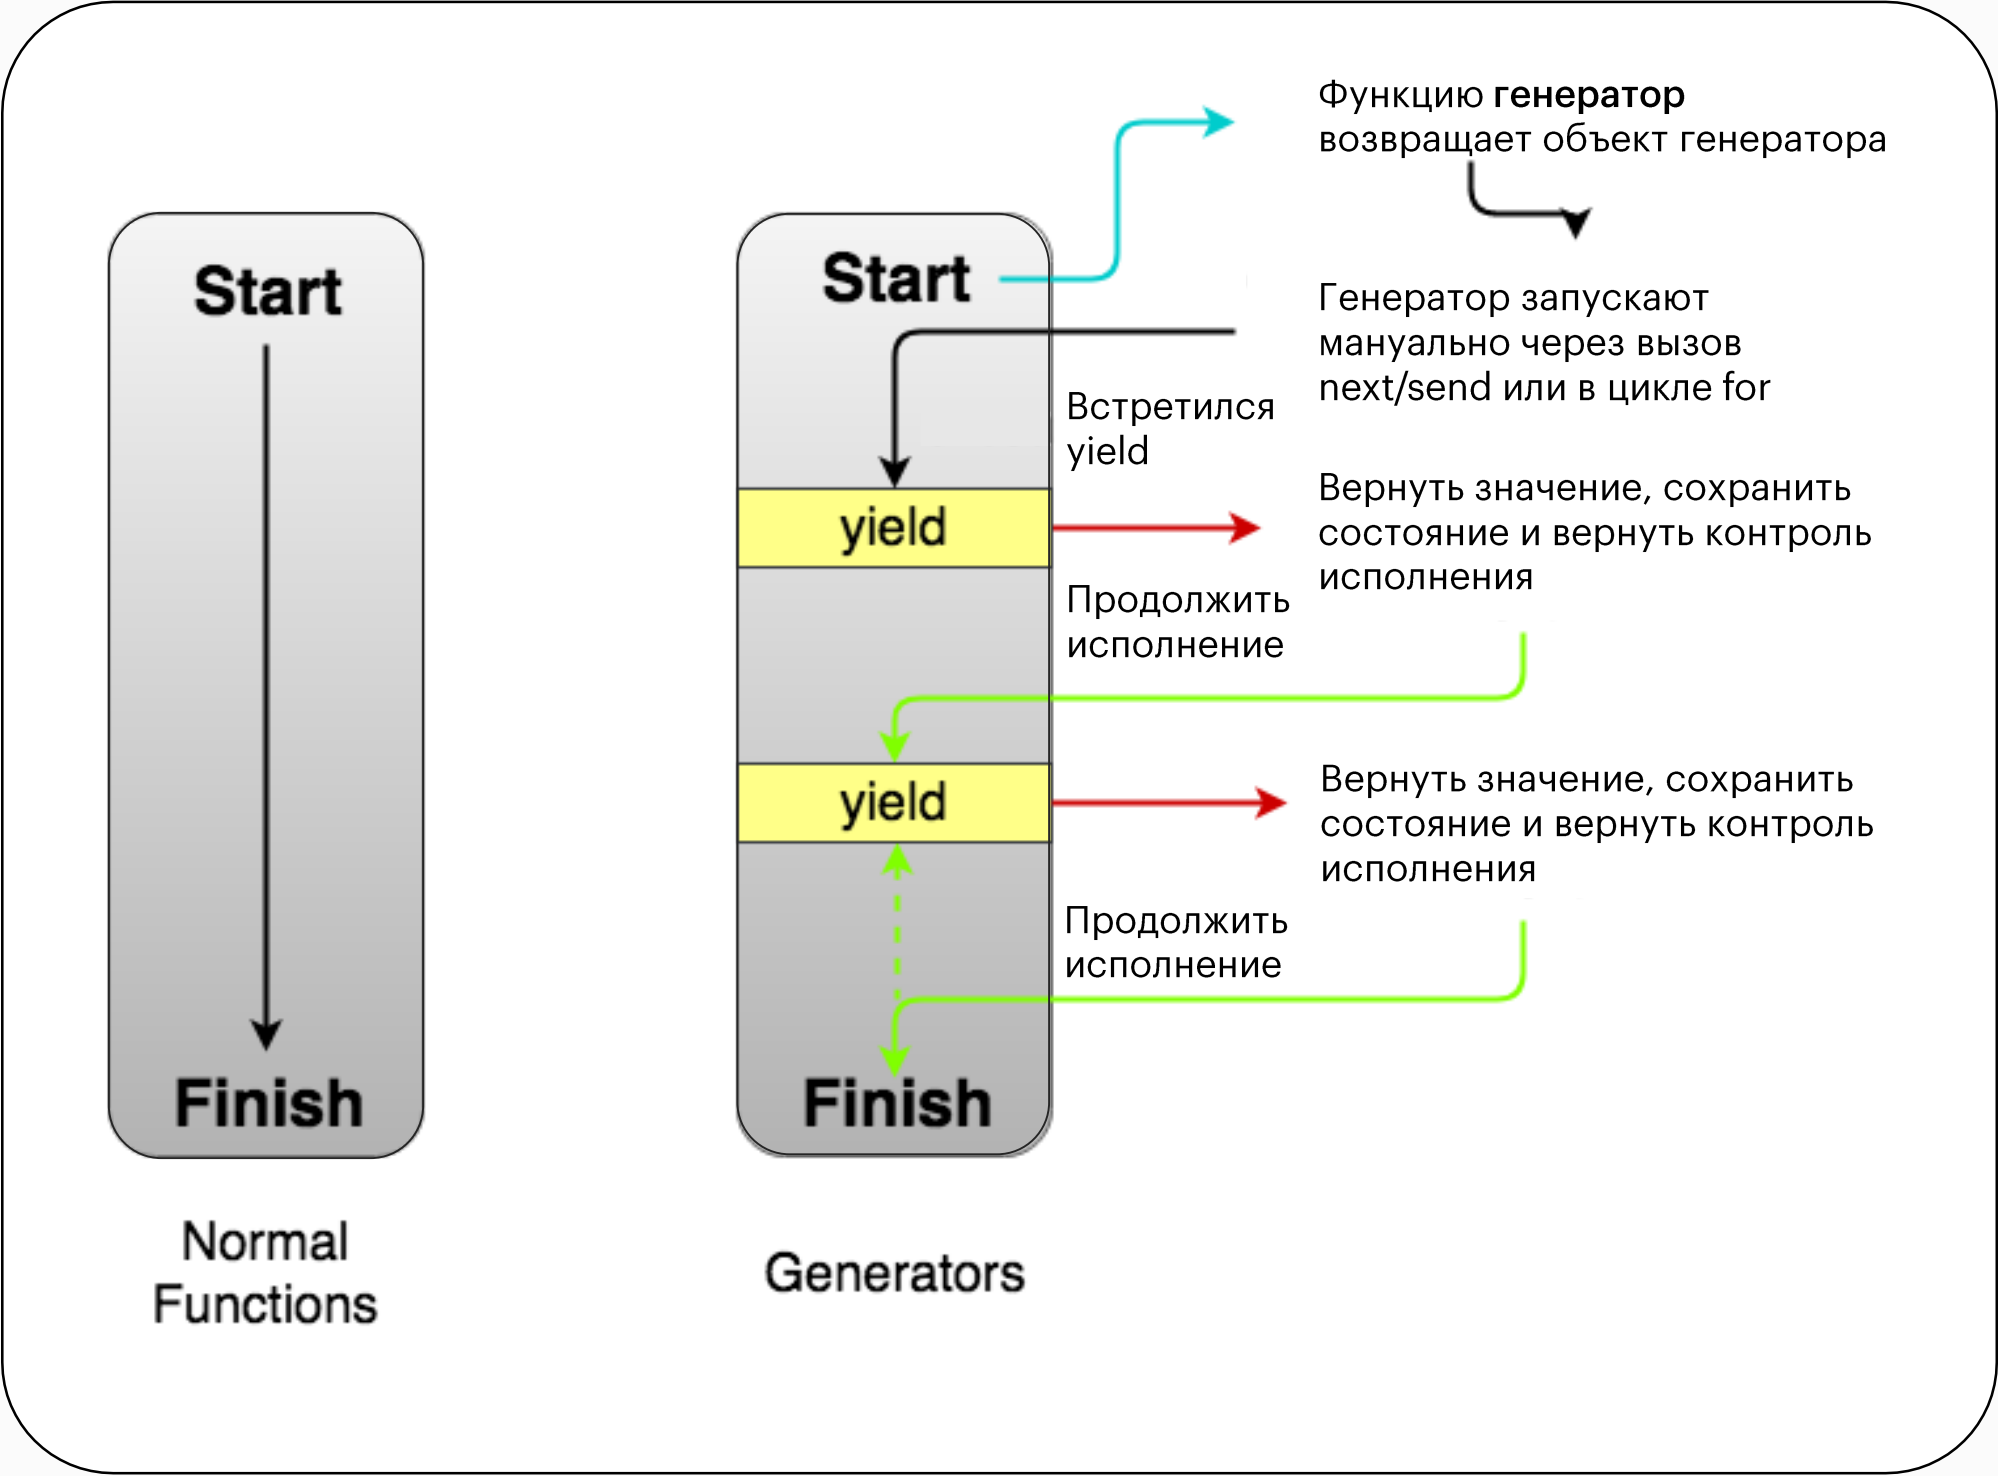 Start
Finish
Normal
Functions
Start
yield
yield
Finish
Generators
Функцию генератор
возвращает объект генератора
Генератор запускают
мануально через вызов
next/send или в цикле for
Встретился
yield
Вернуть значение, сохранить
состояние и вернуть контроль
исполнения
Продолжить
исполнение
Вернуть значение, сохранить
состояние и вернуть контроль
исполнения
Продолжить
исполнение